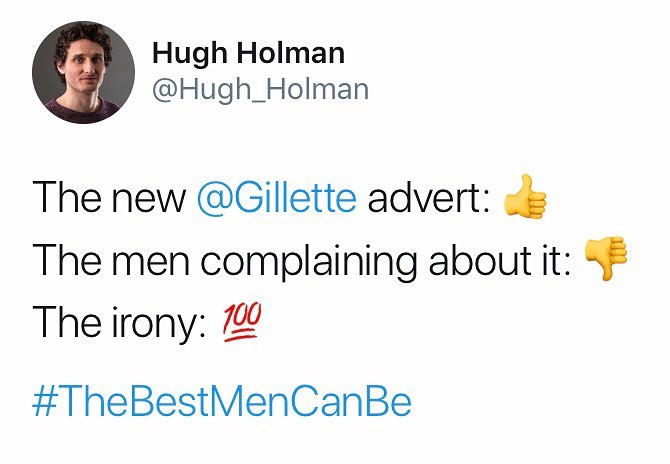 Hugh Holman
@Hugh_Holman
The new @Gillette advert: 👍
The men complaining about it: 👎
The irony: 💯
#TheBestMenCanBe